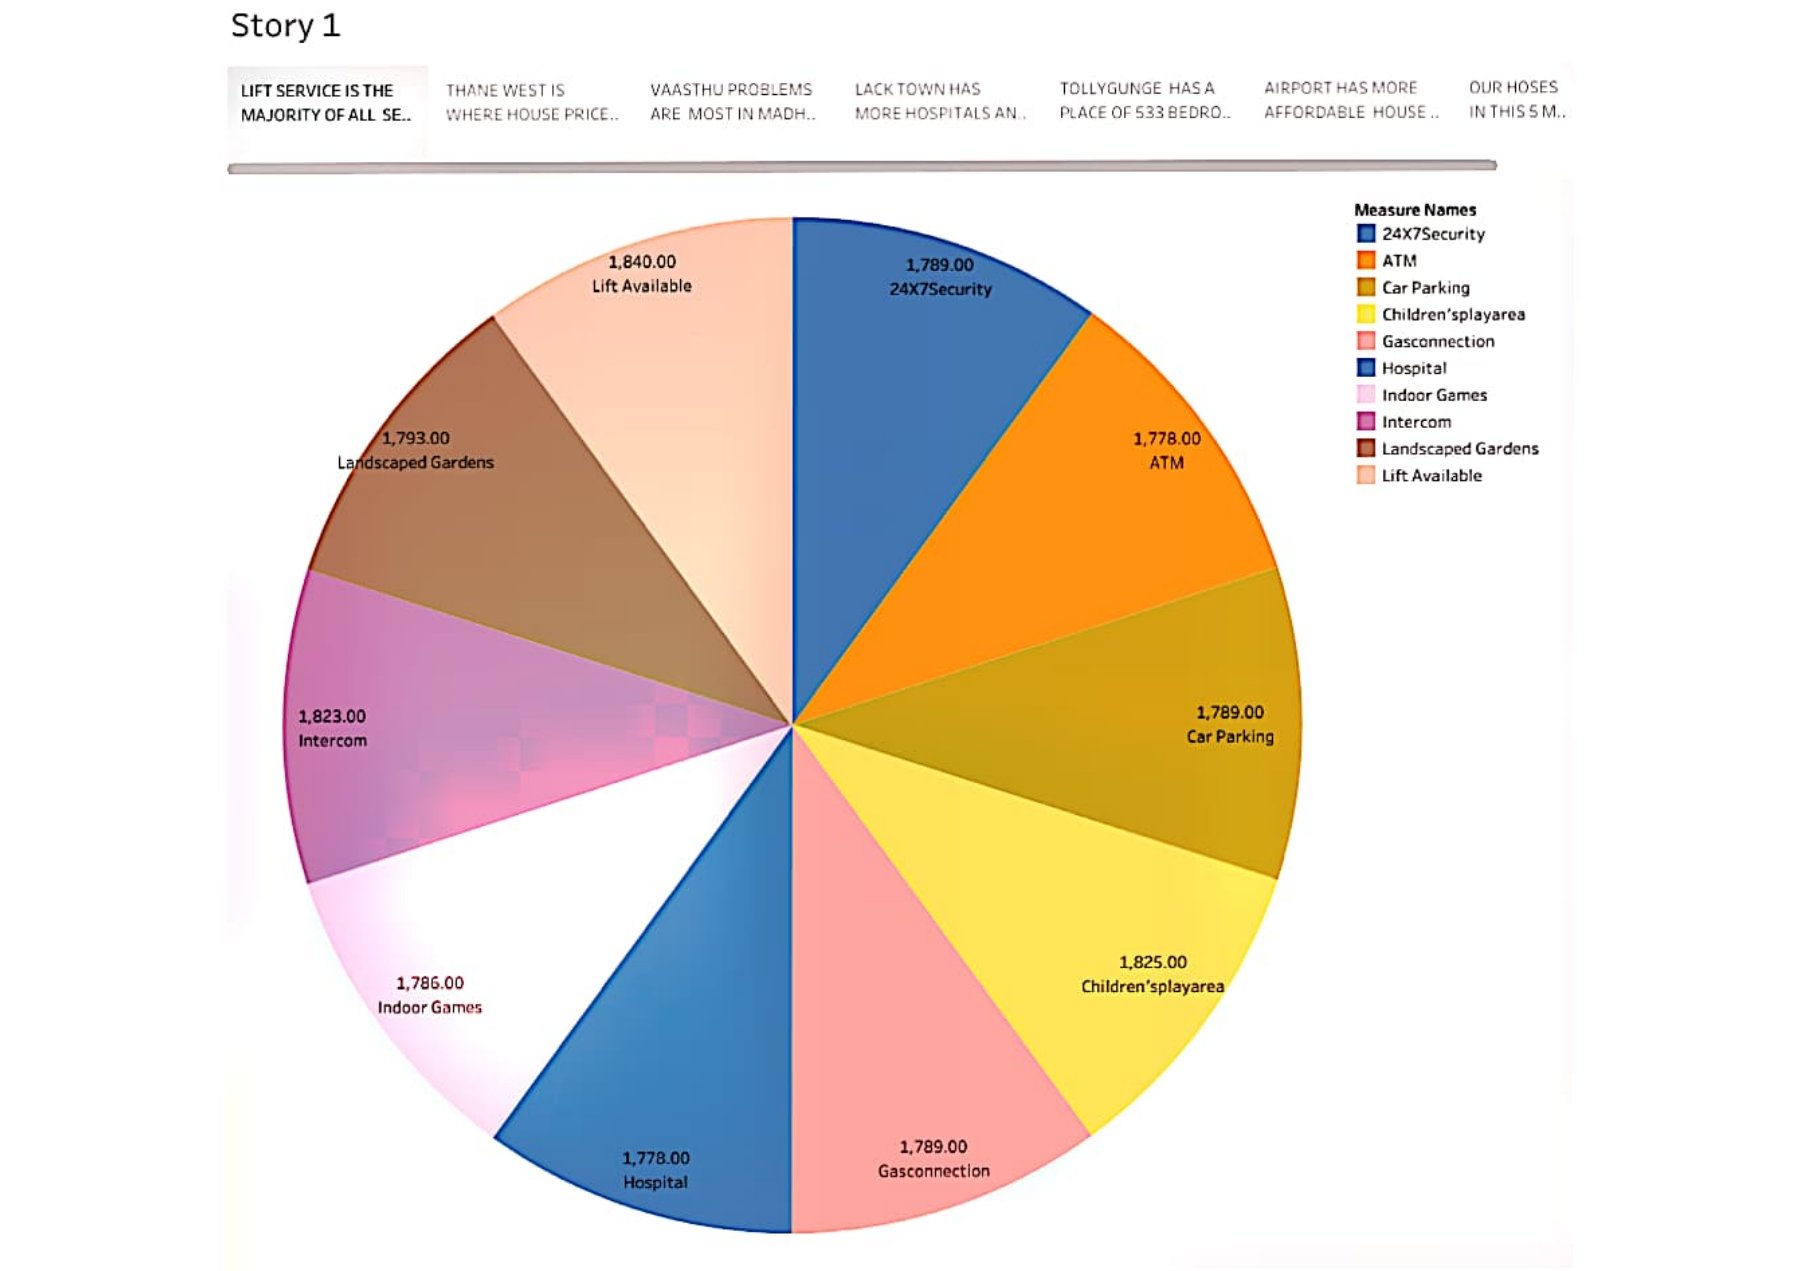 Story 1
LIFT SERVICE IS THE
MAJORITY OF ALL SE..
THANE WEST IS
WHERE HOUSE PRICE..
VAASTHU PROBLEMS
ARE MOST IN MADH..
LACK TOWN HAS
MORE HOSPITALS AN..
TOLLYGUNGE HAS A
PLACE OF 533 BEDRO..
AIRPORT HAS MORE
AFFORDABLE HOUSE ..
OUR HOSES
IN THIS 5 M..
Measure Names
24X7Security
ATM
Car Parking
Children'splayarea
Gasconnection
Hospital
Indoor Games
Intercom
Landscaped Gardens
Lift Available
1,840.00
Lift Available
1,789.00
24X7Security
1,793.00
Landscaped Gardens
1,778.00
ATM
1,823.00
Intercom
1,789.00
Car Parking
1,786.00
Indoor Games
1,825.00
Children'splayarea
1,778.00
Hospital
1,789.00
Gasconnection